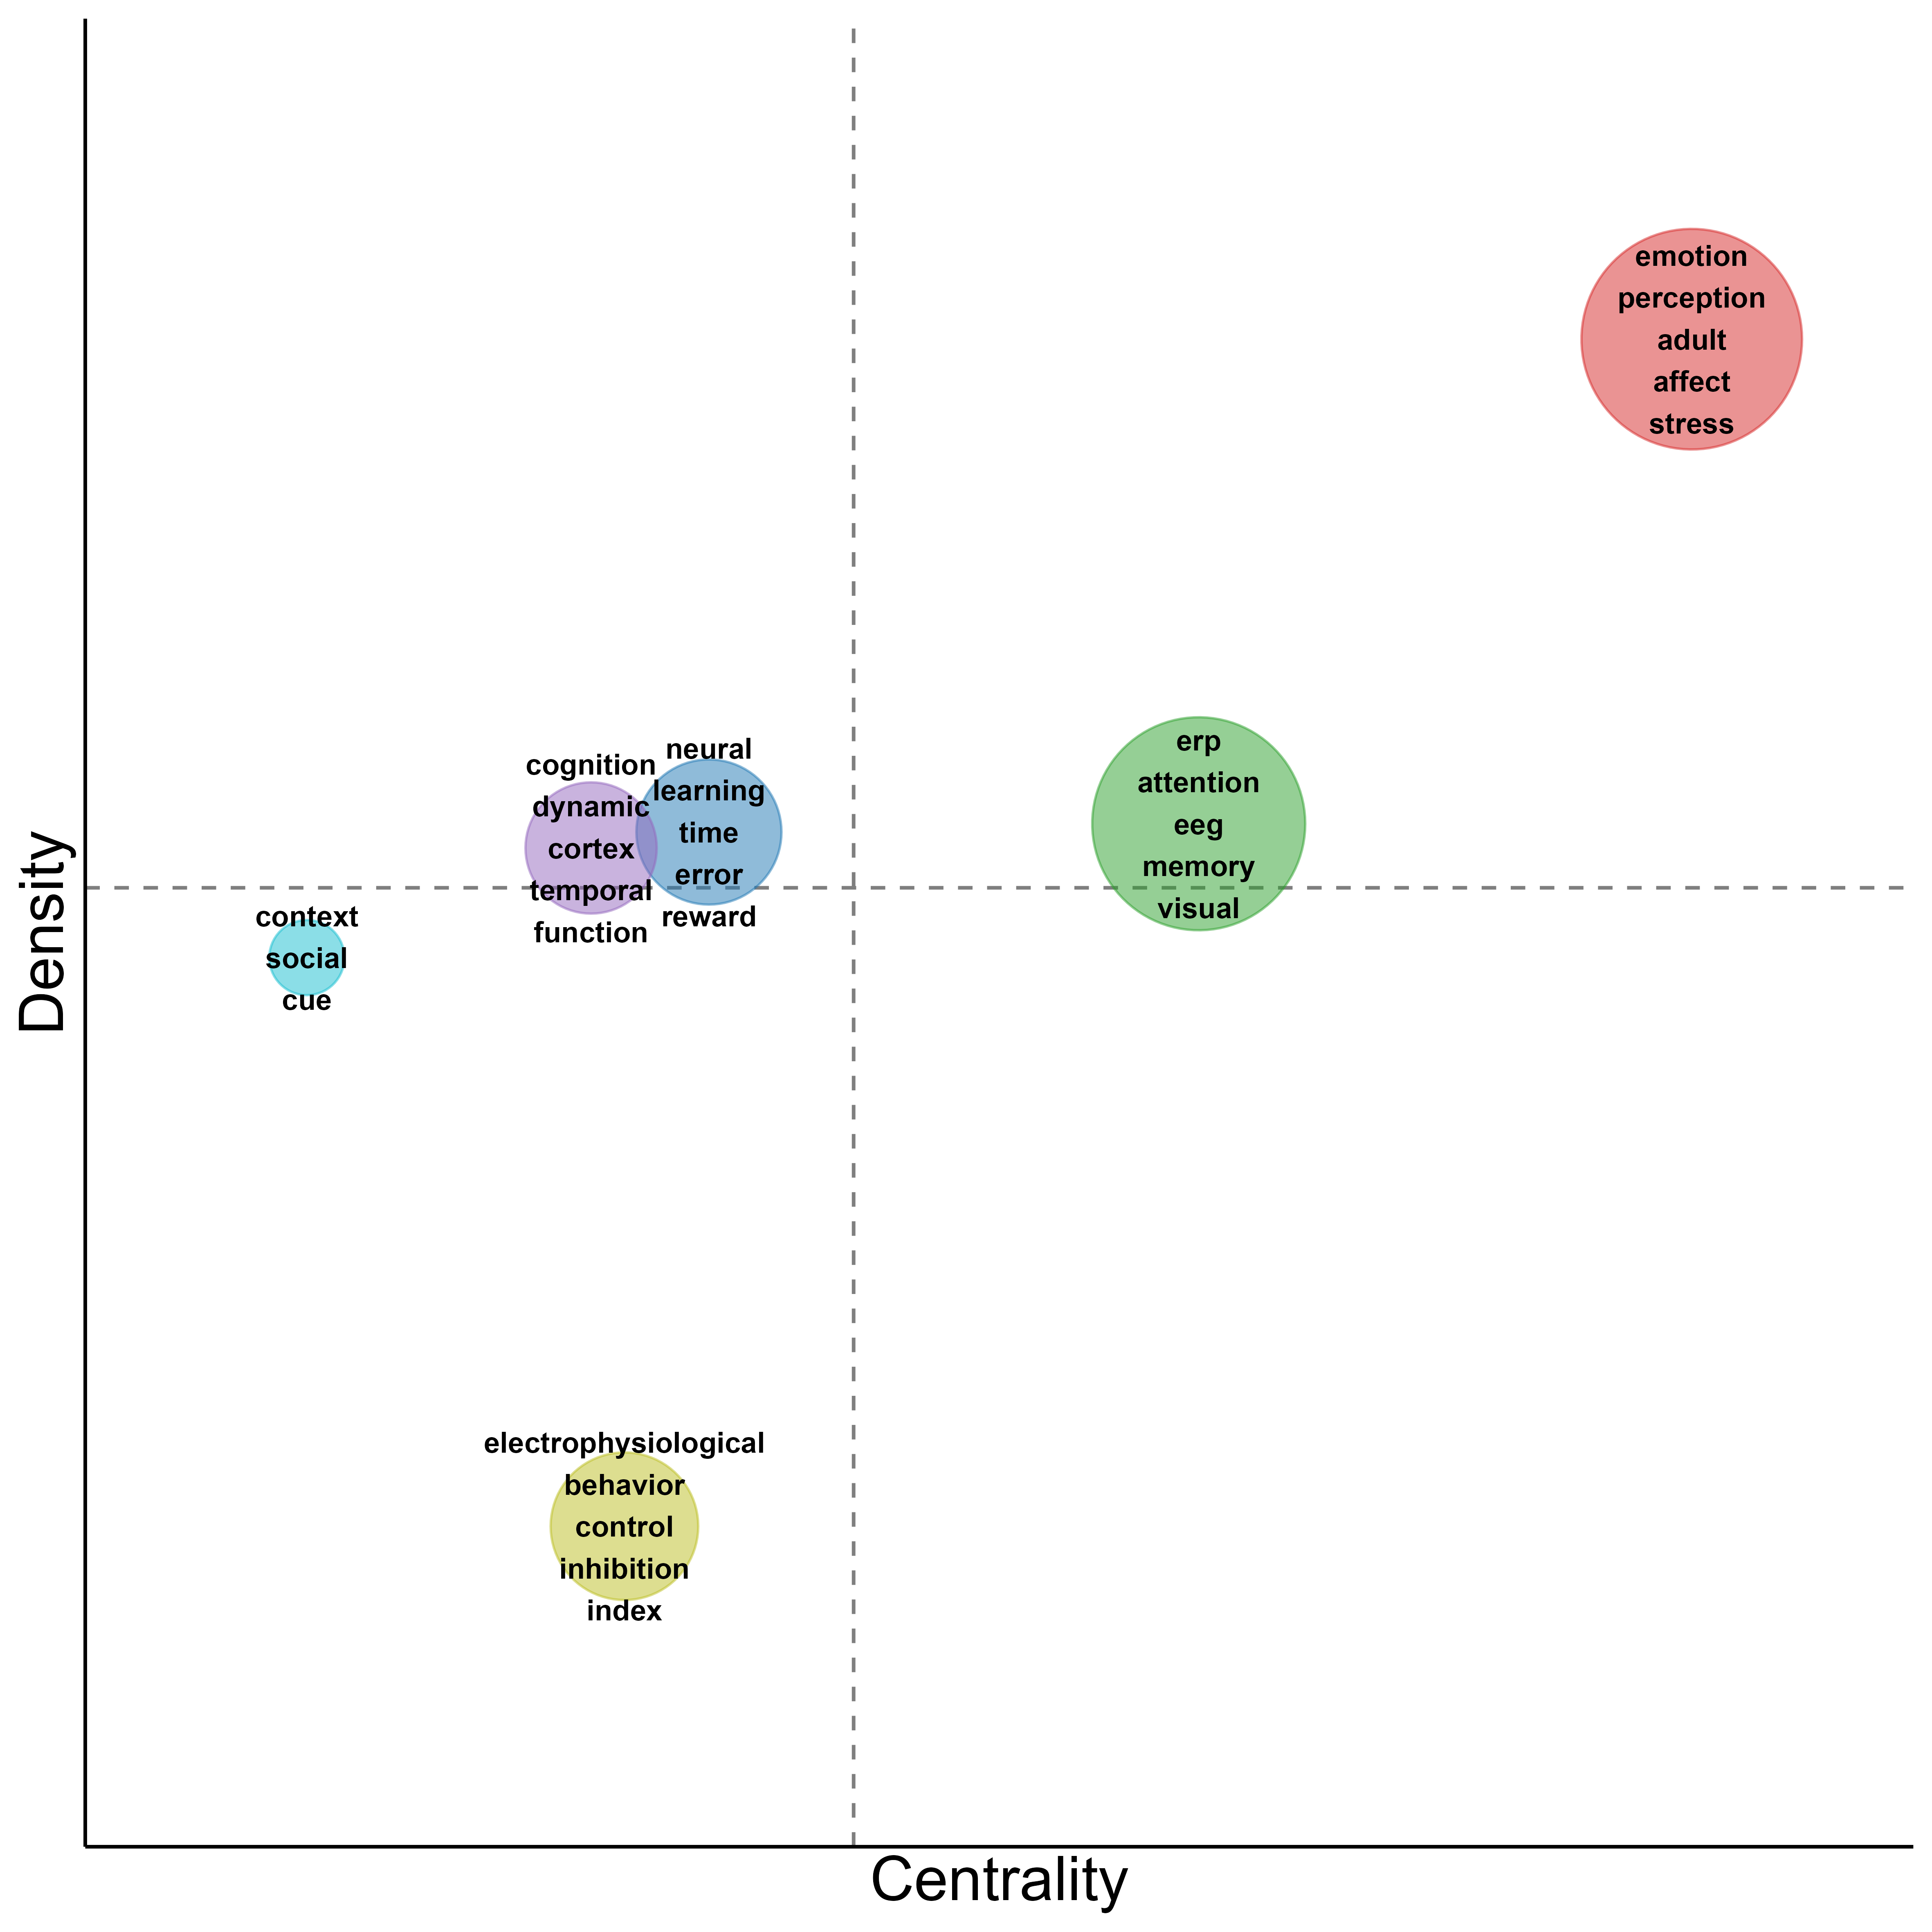 emotion
perception
adult
affect
stress
erp
attention
eeg
memory
visual
neural
learning
time
error
reward
cognition
dynamic
cortex
temporal
function
context
social
cue
electrophysiological
behavior
control
inhibition
index
Density
Centrality